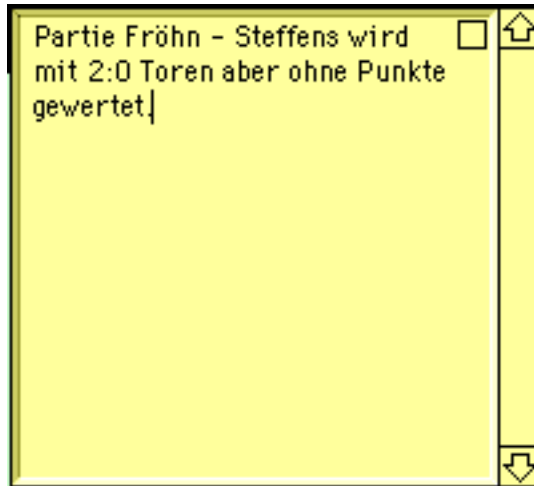 Partie Fröhn - Steffens wird
mit 2:0 Toren aber ohne Punkte
gewertet.